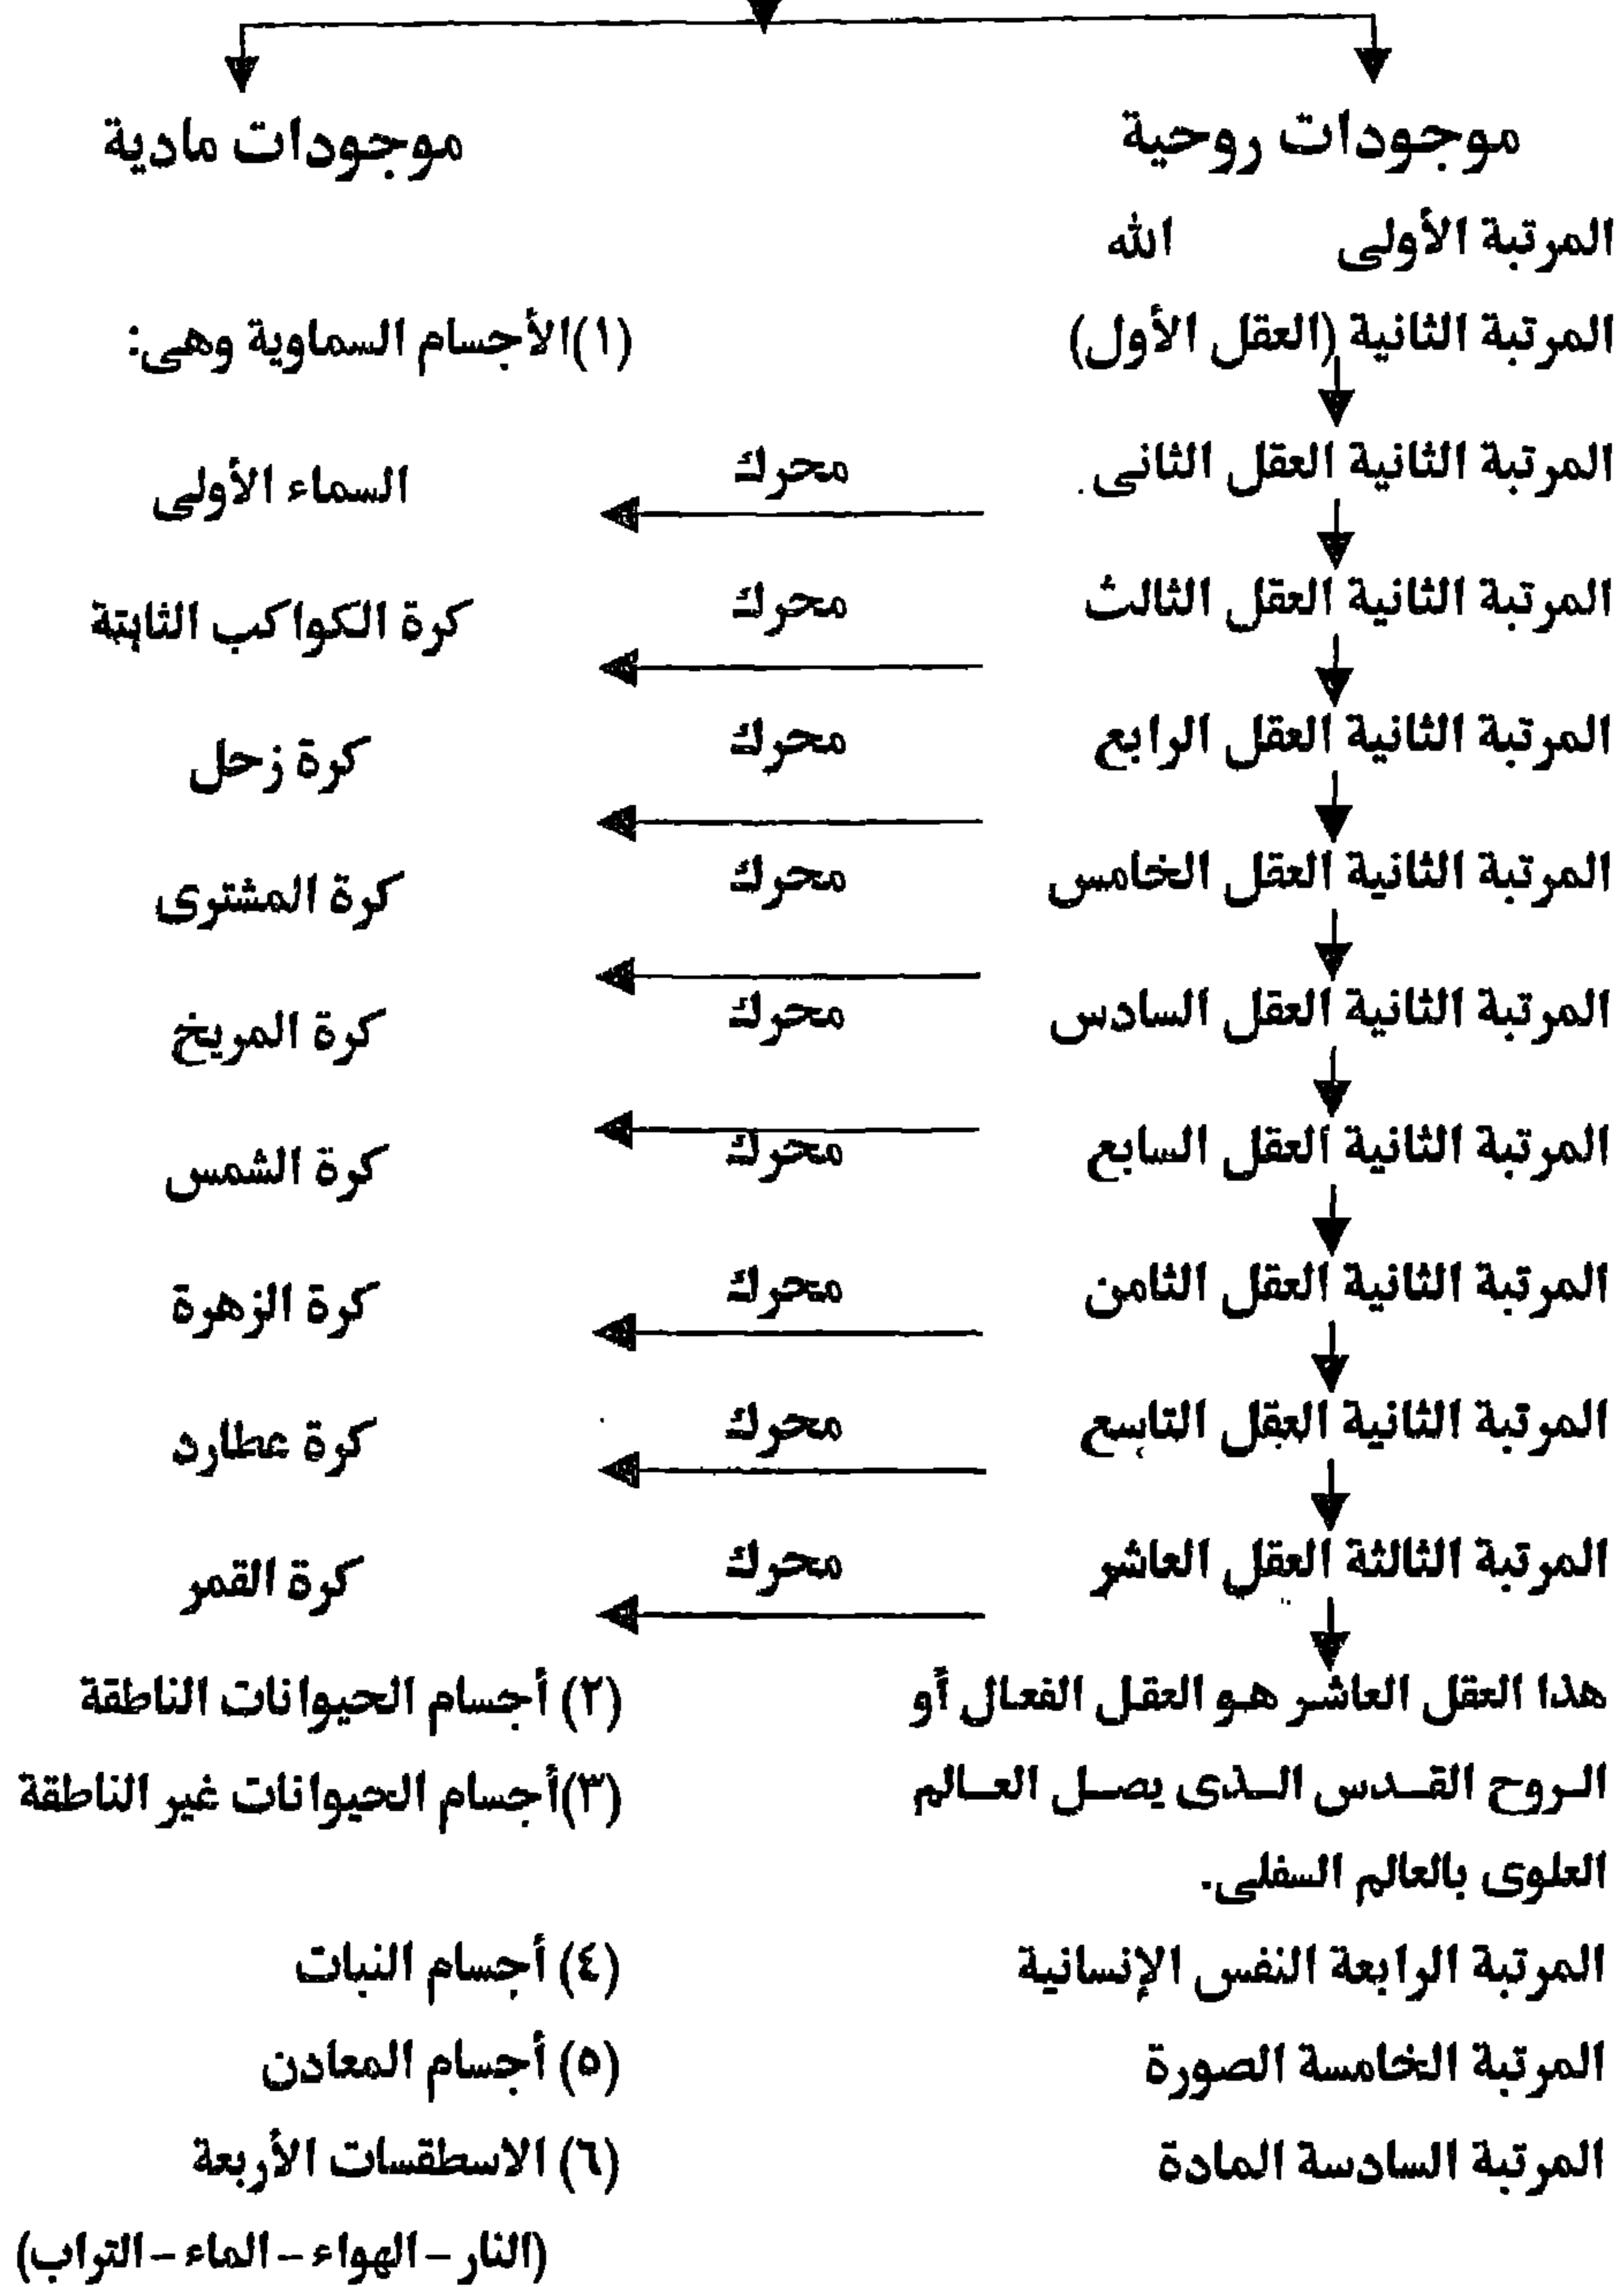 موجودات روحية موجودات مادية
المرتبة الأولى الله
المرتبة الثانية (العقل الأول) (١)الأجسام السماوية وهى:
المرتبة الثانية العقل الثانى محرك السماء الأولى
المرتبة الثانية العقل الثالث محرك كرة الكواكب الثابتة
المرتبة الثانية العقل الرابع محرك كرة زحل
المرتبة الثانية العقل الخامس محرك كرة المشترى
المرتبة الثانية العقل السادس محرك كرة المريخ
المرتبة الثانية العقل السابع محرك كرة الشمس
المرتبة الثانية العقل الثامن محرك كرة الزهرة
المرتبة الثانية العقل التاسع محرك كرة عطارد
المرتبة الثالثة العقل العاشر محرك كرة القمر
هذا العقل العاشر هو العقل الفعال أو (٢) أجسام الحيوانات الناطقة
الروح القدس الذى يصل العالم (٣)أجسام الحيوانات غير الناطقة
العلوى بالعالم السفلى.
المرتبة الرابعة النفس الإنسانية (٤) أجسام النبات
المرتبة الخامسة الصورة (٥) أجسام المعادن
المرتبة السادسة المادة (٦) الاسطقسات الأربعة
(النار – الهواء – الماء – التراب)